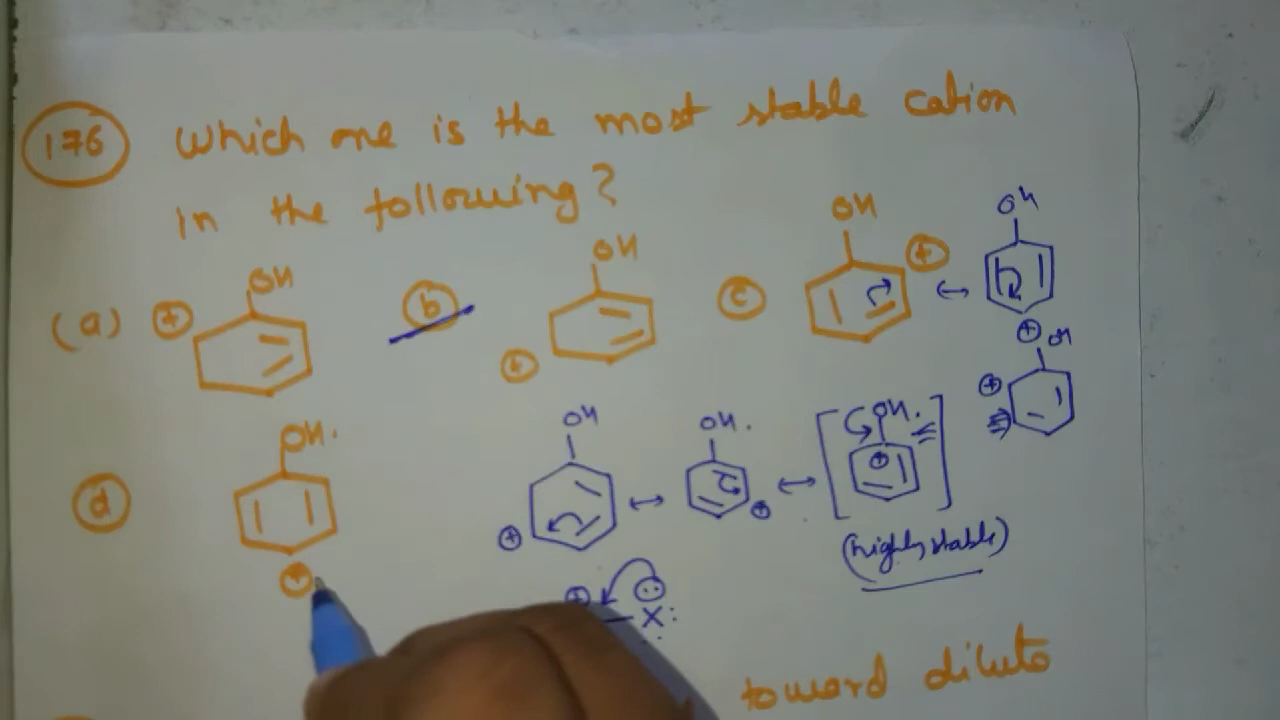 176 Which one is the most stable cation
in the following?
(a) + OH b + OH c OH + ↔ OH +
OH +
d OH. + OH + ↔ OH. + ↔ [OH. +]
(highly stable)
+ — X:
toward dilute